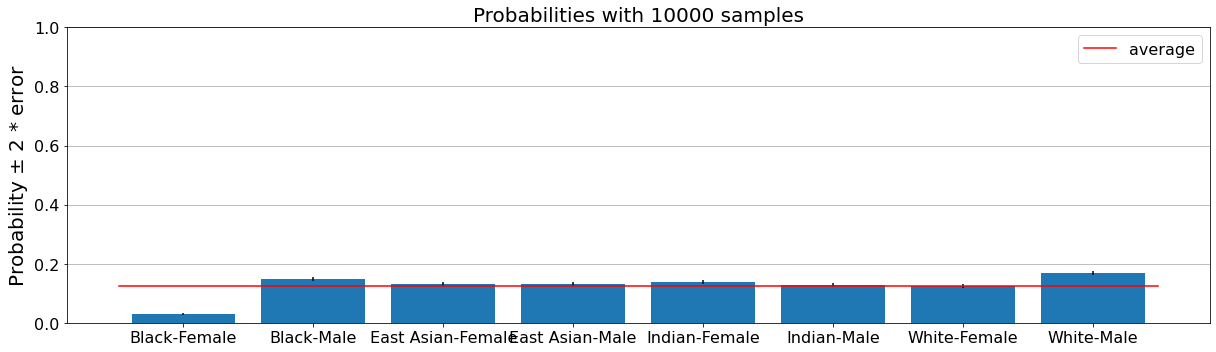 Probabilities with 10000 samples
Probability ± 2 * error
1.0
0.8
0.6
0.4
0.2
0.0
average
Black-Female Black-Male East Asian-Female East Asian-Male Indian-Female Indian-Male White-Female White-Male